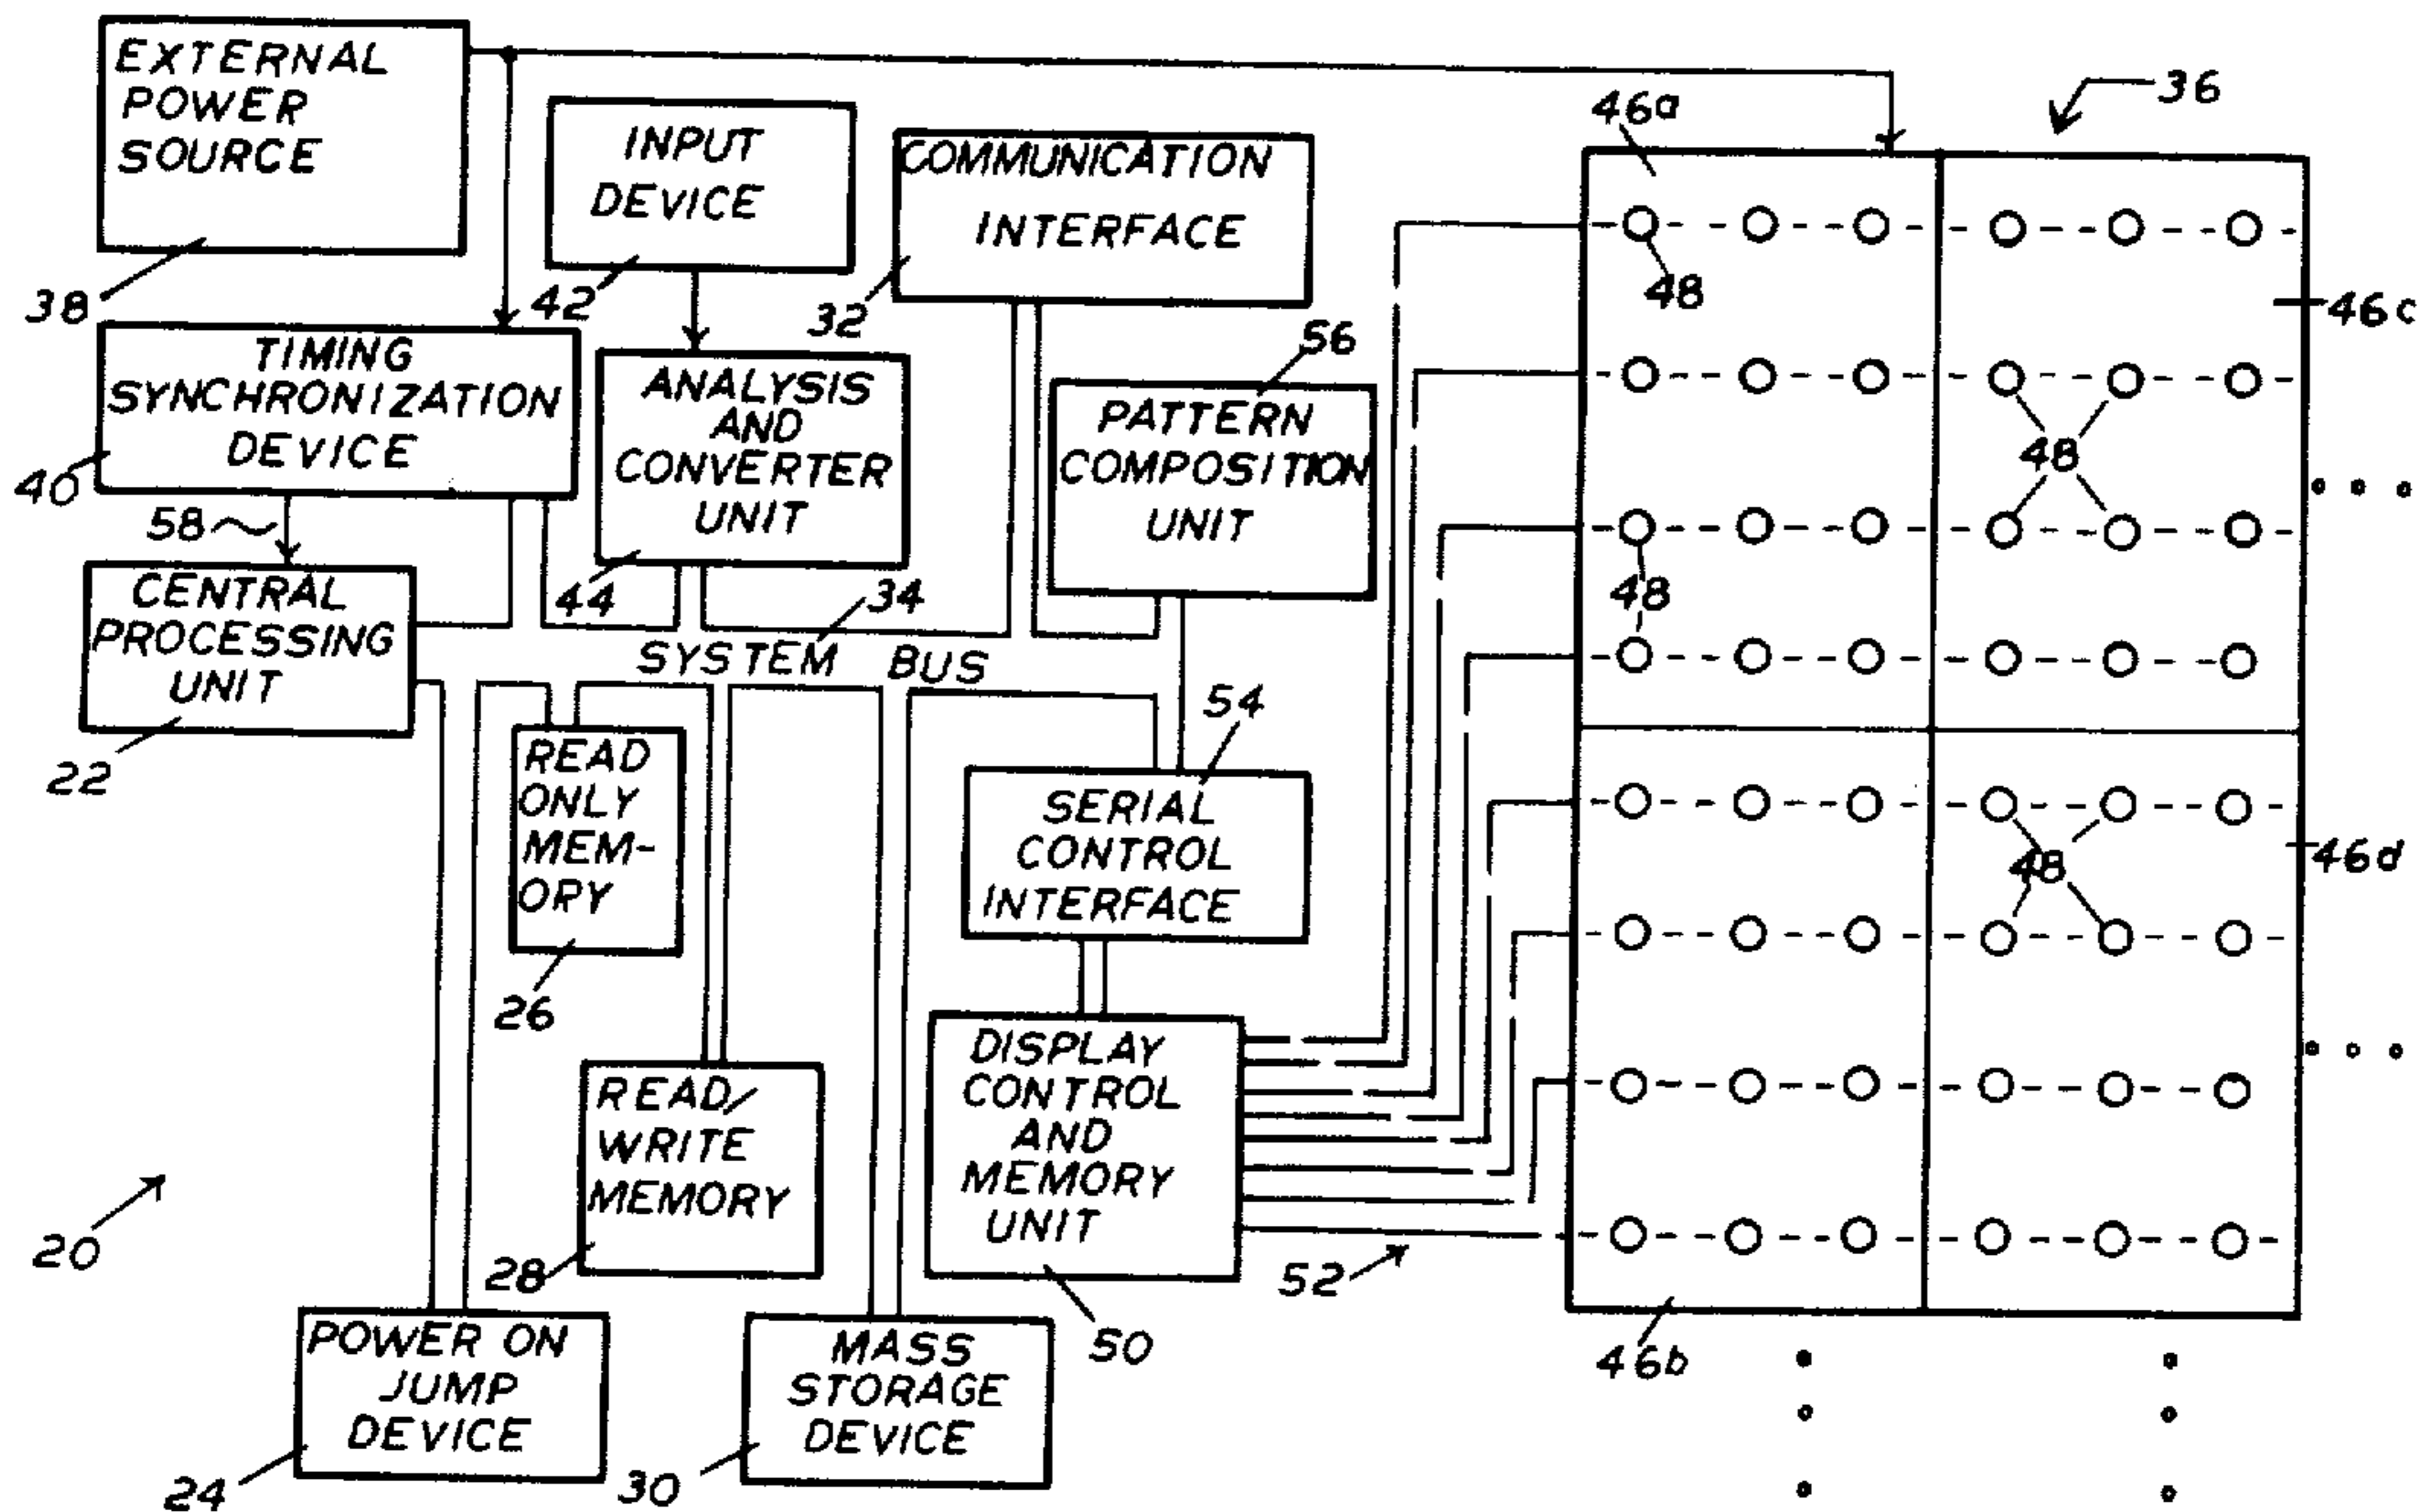 EXTERNAL
POWER
SOURCE
38
INPUT
DEVICE
42
COMMUNICATION
INTERFACE
32
36
46a
48
46c
TIMING
SYNCHRONIZATION
DEVICE
40
58
ANALYSIS
AND
CONVERTER
UNIT
44
56
PATTERN
COMPOSITION
UNIT
48
48
CENTRAL
PROCESSING
UNIT
22
34
SYSTEM BUS
54
READ
ONLY
MEM-
ORY
26
SERIAL
CONTROL
INTERFACE
48
46d
READ/
WRITE
MEMORY
28
DISPLAY
CONTROL
AND
MEMORY
UNIT
50
52
20
46b
POWER ON
JUMP
DEVICE
24
MASS
STORAGE
DEVICE
30